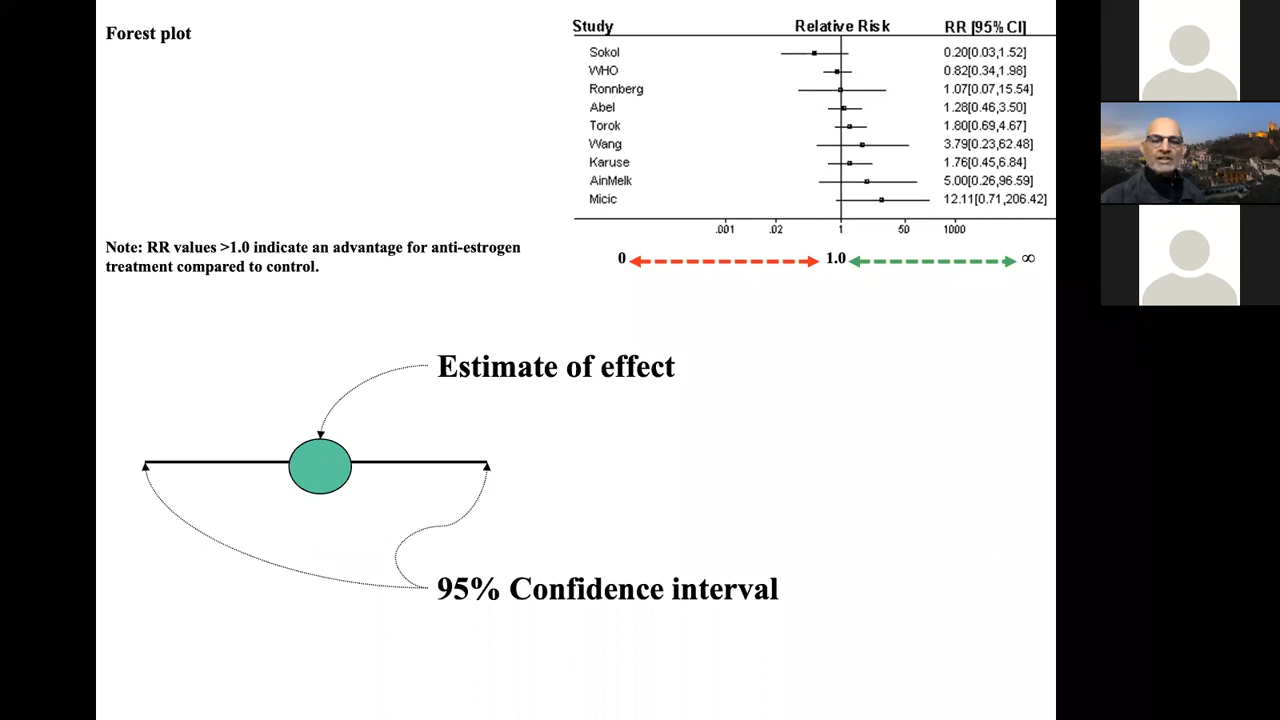 Forest plot
Study Relative Risk RR [95% CI]
Sokol 0.20[0.03,1.52]
WHO 0.82[0.34,1.98]
Ronnberg 1.07[0.07,15.54]
Abel 1.28[0.46,3.50]
Torok 1.80[0.69,4.67]
Wang 3.79[0.23,62.48]
Karuse 1.76[0.45,6.84]
AinMelk 5.00[0.26,96.59]
Micic 12.11[0.71,206.42]
.001 .02 1 50 1000
0 1.0 ∞
Note: RR values >1.0 indicate an advantage for anti-estrogen
treatment compared to control.
Estimate of effect
95% Confidence interval